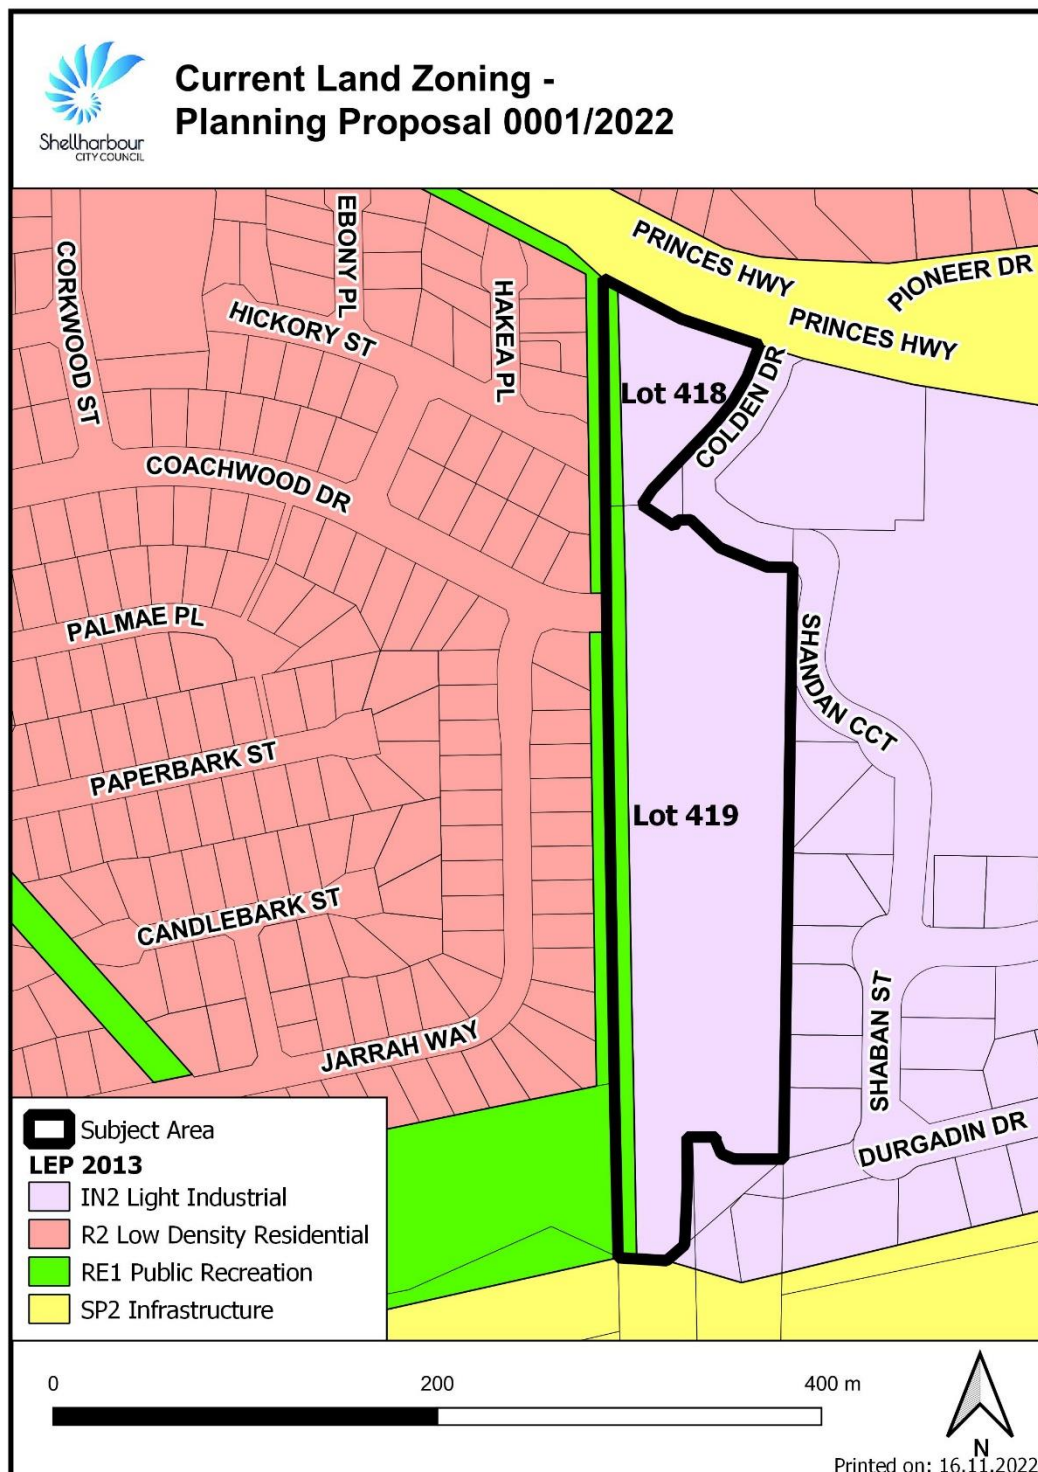 Shellharbour
CITY COUNCIL
Current Land Zoning -
Planning Proposal 0001/2022
CORKWOOD ST
EBONY PL
HICKORY ST
HAKEA PL
PRINCES HWY
PIONEER DR
PRINCES HWY
Lot 418
COLDEN DR
COACHWOOD DR
PALMAE PL
SHANDAN CCT
PAPERBARK ST
Lot 419
CANDLEBARK ST
JARRAH WAY
SHABAN ST
DURGADIN DR
Subject Area
LEP 2013
IN2 Light Industrial
R2 Low Density Residential
RE1 Public Recreation
SP2 Infrastructure
0 200 400 m
N
Printed on: 16.11.2022